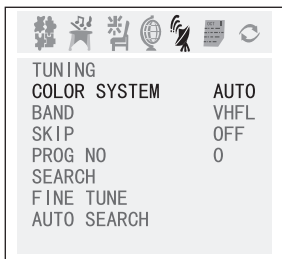 TUNING
COLOR SYSTEM AUTO
BAND VHFL
SKIP OFF
PROG NO 0
SEARCH
FINE TUNE
AUTO SEARCH